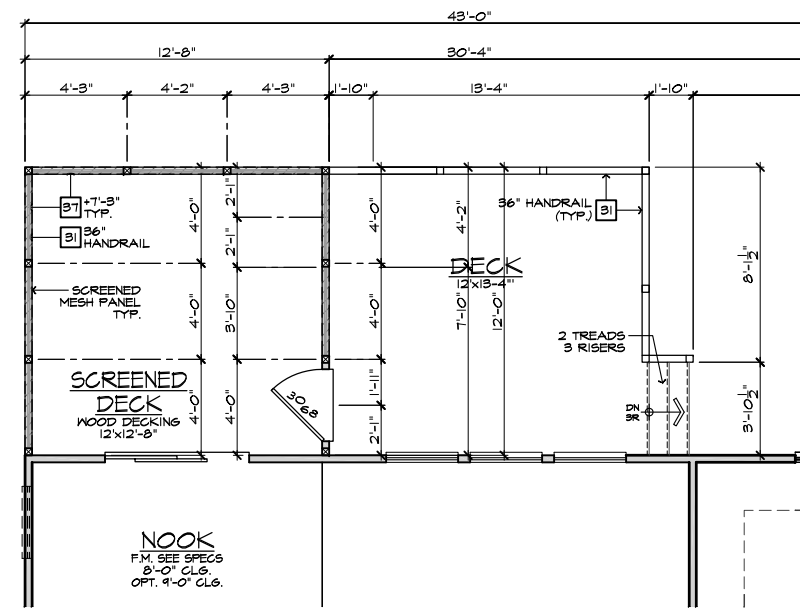 43'-0"
12'-8"
30'-4"
4'-3"
4'-2"
4'-3"
1'-10"
13'-4"
1'-10"
37
+7'-3"
TYP.
31
36"
HANDRAIL
SCREENED
MESH PANEL
TYP.
4'-0"
4'-0"
4'-0"
2'-1"
2'-1"
3'-10"
4'-0"
SCREENED
DECK
WOOD DECKING
12'x12'-8"
3068
4'-0"
4'-0"
1'-11"
2'-1"
4'-2"
7'-10"
12'-0"
DECK
12'x13'-4"
36" HANDRAIL
(TYP.)
31
2 TREADS
3 RISERS
DN
3R
8'-1 1/2"
3'-10 1/2"
NOOK
F.M. SEE SPECS
8'-0" CLG.
OPT. 9'-0" CLG.